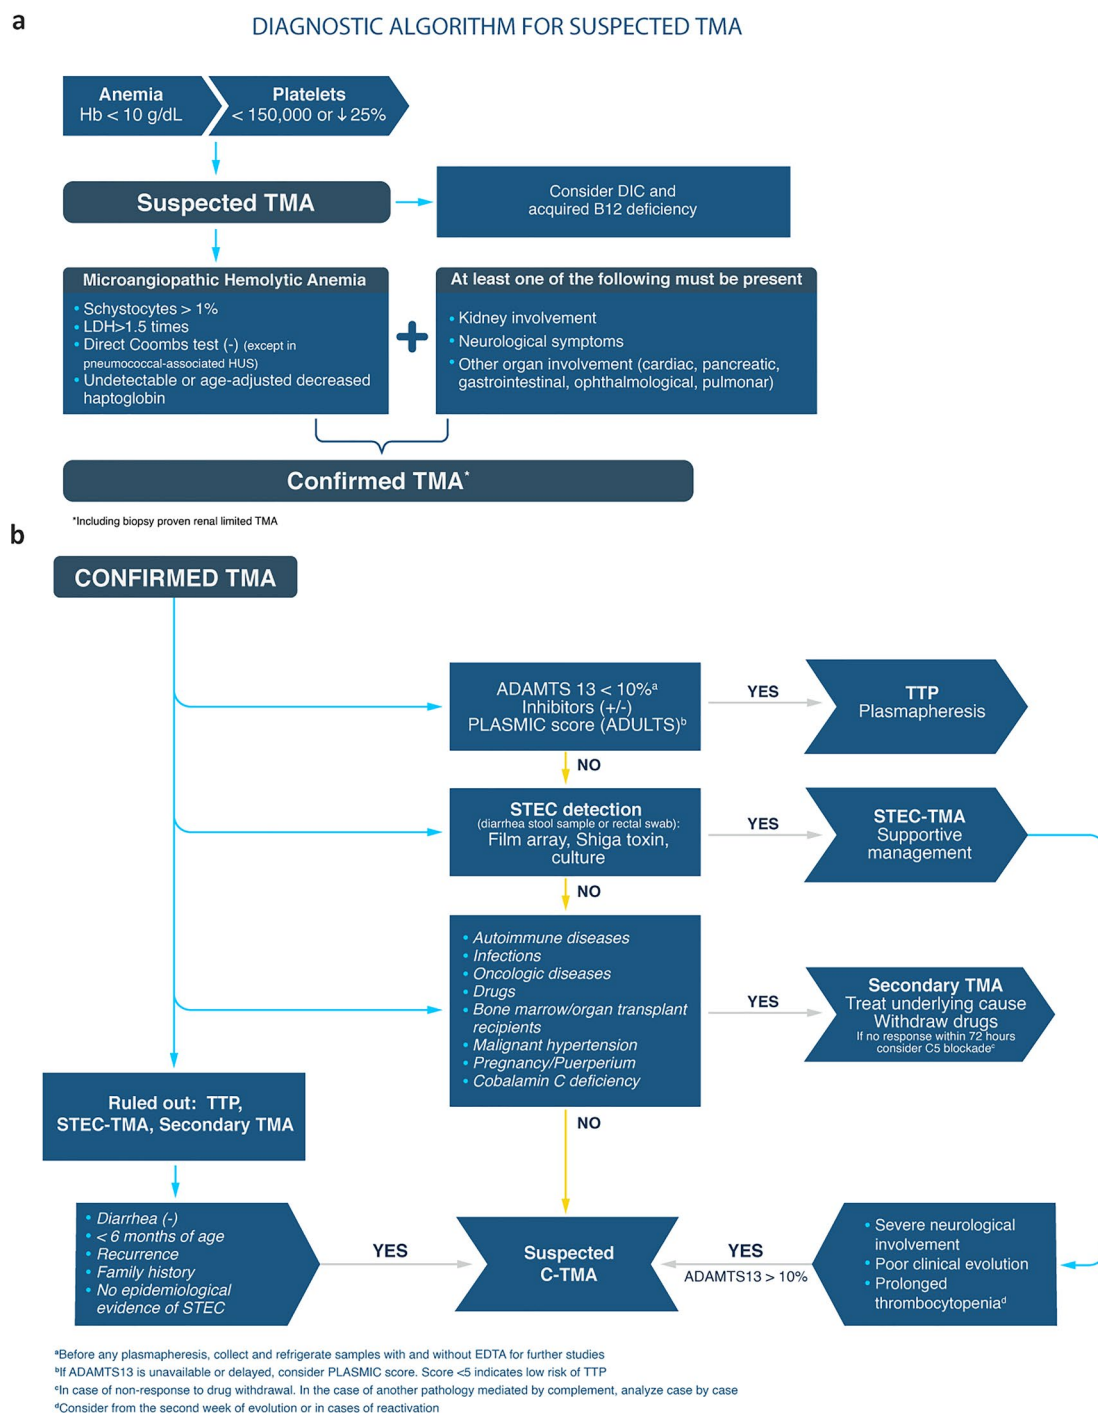 a
DIAGNOSTIC ALGORITHM FOR SUSPECTED TMA
Anemia
Hb < 10 g/dL
Platelets
< 150,000 or ↓ 25%
Suspected TMA
Consider DIC and
acquired B12 deficiency
Microangiopathic Hemolytic Anemia
• Schystocytes > 1%
• LDH>1.5 times
• Direct Coombs test (-) (except in
pneumococcal-associated HUS)
• Undetectable or age-adjusted decreased
haptoglobin
+
At least one of the following must be present
• Kidney involvement
• Neurological symptoms
• Other organ involvement (cardiac, pancreatic,
gastrointestinal, ophthalmological, pulmonar)
Confirmed TMA*
*Including biopsy proven renal limited TMA
b
CONFIRMED TMA
ADAMTS 13 < 10%ᵃ
Inhibitors (+/-)
PLASMIC score (ADULTS)ᵇ
YES
TTP
Plasmapheresis
NO
STEC detection
(diarrhea stool sample or rectal swab):
Film array, Shiga toxin,
culture
YES
STEC-TMA
Supportive
management
NO
• Autoimmune diseases
• Infections
• Oncologic diseases
• Drugs
• Bone marrow/organ transplant
recipients
• Malignant hypertension
• Pregnancy/Puerperium
• Cobalamin C deficiency
YES
Secondary TMA
Treat underlying cause
Withdraw drugs
If no response within 72 hours
consider C5 blockadeᶜ
NO
Ruled out: TTP,
STEC-TMA, Secondary TMA
• Diarrhea (-)
• < 6 months of age
• Recurrence
• Family history
• No epidemiological
evidence of STEC
YES
Suspected
C-TMA
YES
ADAMTS13 > 10%
• Severe neurological
involvement
• Poor clinical evolution
• Prolonged
thrombocytopeniaᵈ
ᵃBefore any plasmapheresis, collect and refrigerate samples with and without EDTA for further studies
ᵇIf ADAMTS13 is unavailable or delayed, consider PLASMIC score. Score <5 indicates low risk of TTP
ᶜIn case of non-response to drug withdrawal. In the case of another pathology mediated by complement, analyze case by case
ᵈConsider from the second week of evolution or in cases of reactivation